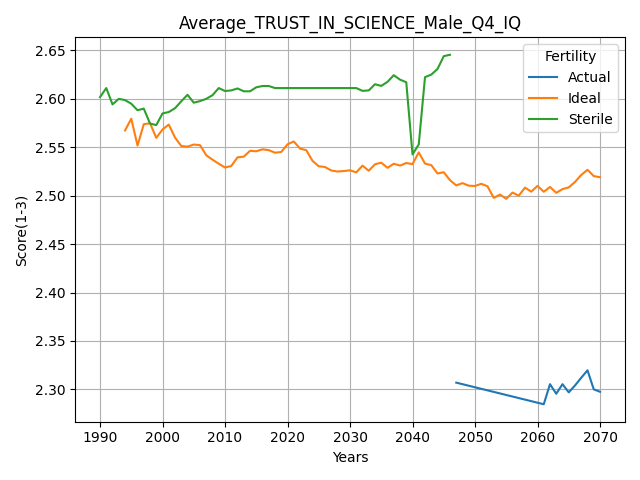 Average_TRUST_IN_SCIENCE_Male_Q4_IQ
Fertility
Actual
Ideal
Sterile
Score(1-3)
2.65
2.60
2.55
2.50
2.45
2.40
2.35
2.30
1990 2000 2010 2020 2030 2040 2050 2060 2070
Years